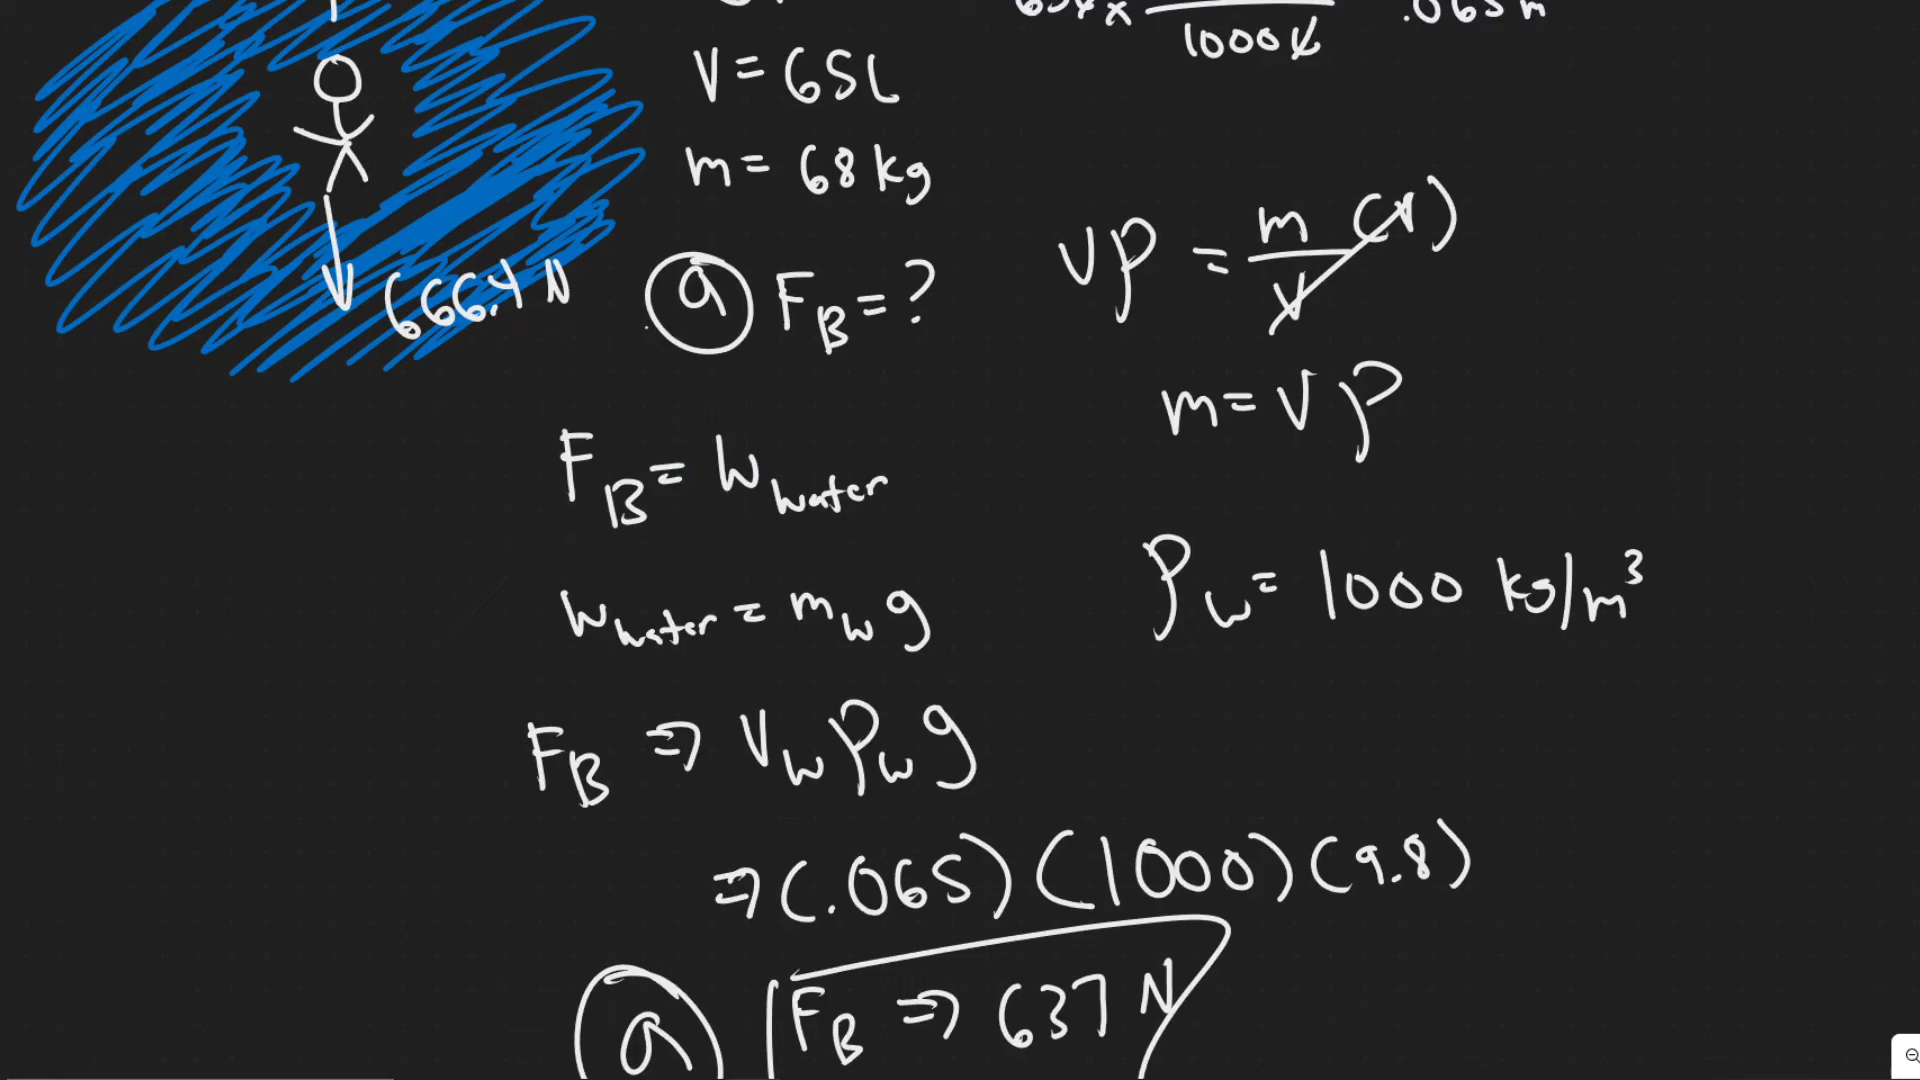 1000 L
V = 65L
m = 68 kg
666.4 N
a F_B = ?
Vρ = m/V (V)
m = Vρ
F_B = W_water
ρ_w = 1000 kg/m³
W_water = m_w g
F_B ⇒ V_w ρ_w g
⇒ (.065)(1000)(9.8)
a F_B ⇒ 637 N